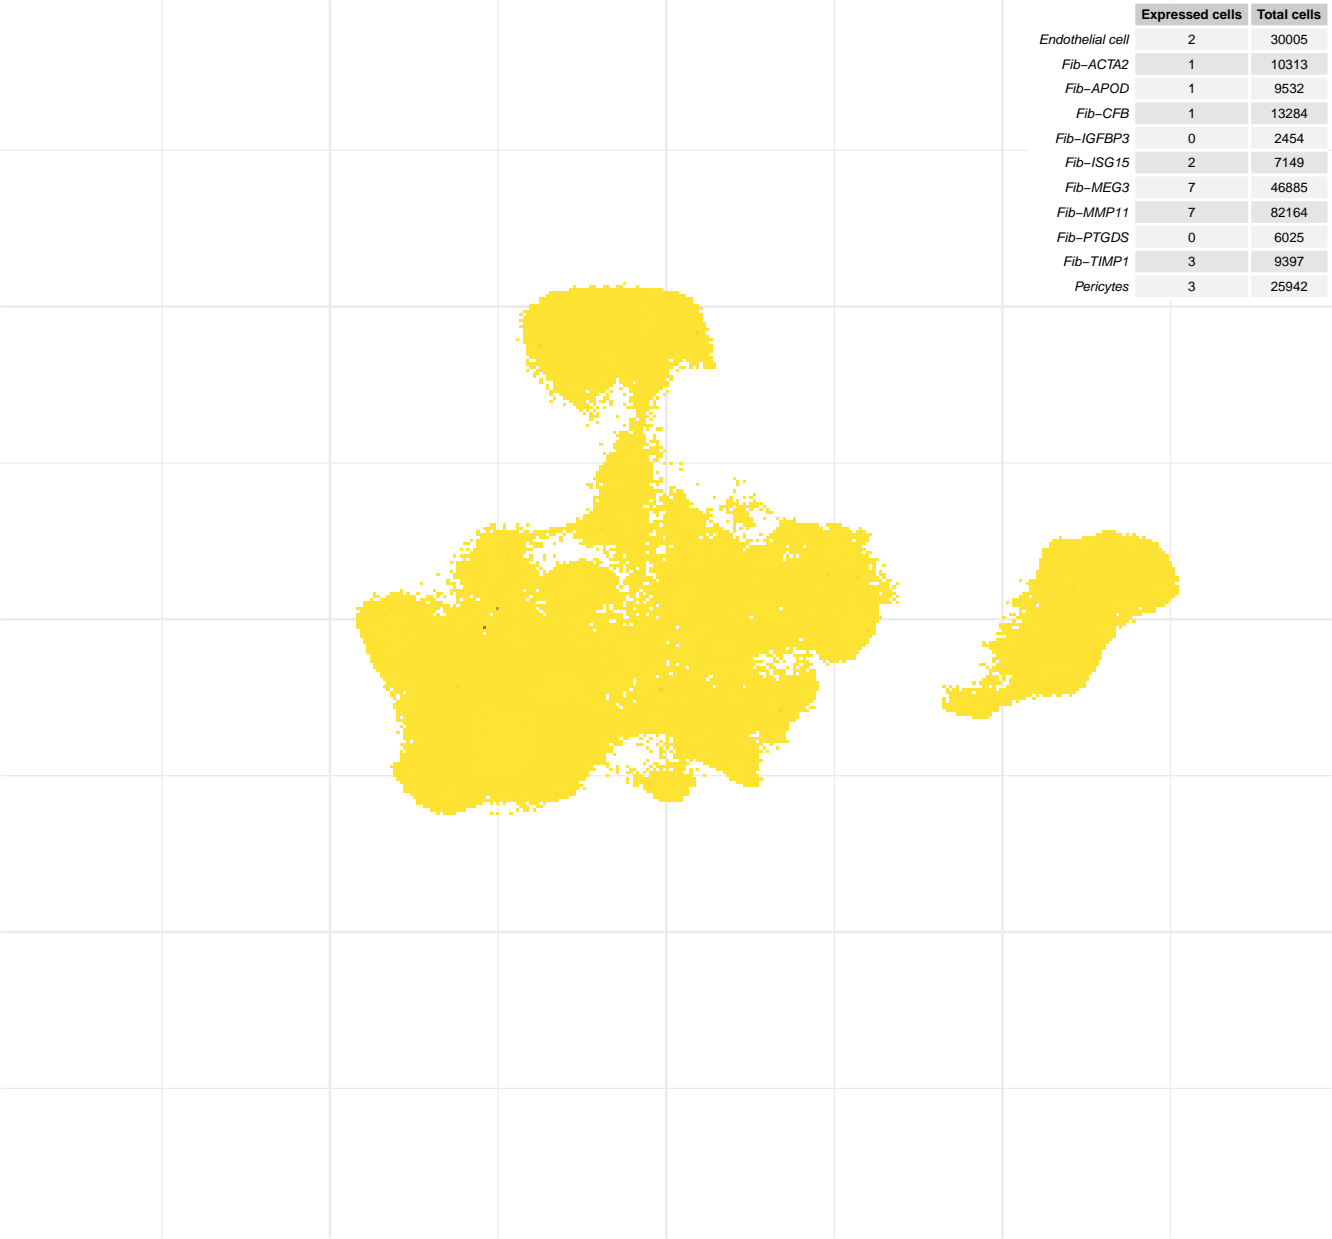 Expressed cells Total cells
Endothelial cell 2 30005
Fib−ACTA2 1 10313
Fib−APOD 1 9532
Fib−CFB 1 13284
Fib−IGFBP3 0 2454
Fib−ISG15 2 7149
Fib−MEG3 7 46885
Fib−MMP11 7 82164
Fib−PTGDS 0 6025
Fib−TIMP1 3 9397
Pericytes 3 25942